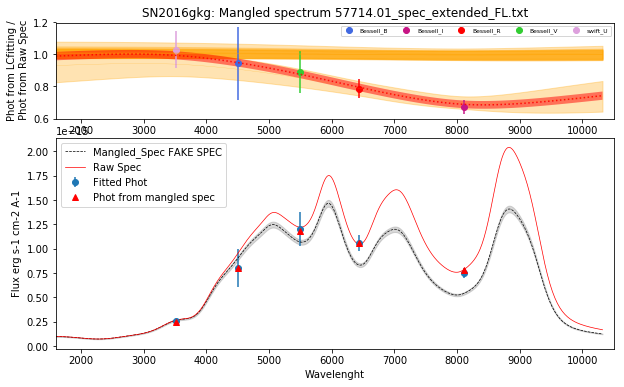 SN2016gkg: Mangled spectrum 57714.01_spec_extended_FL.txt
Phot from LCfitting /
Phot from Raw Spec
1.2
1.0
0.8
0.6
Bessell_B
Bessell_I
Bessell_R
Bessell_V
swift_U
2000 3000 4000 5000 6000 7000 8000 9000 10000
Flux erg s-1 cm-2 A-1
2.00
1.75
1.50
1.25
1.00
0.75
0.50
0.25
0.00
Mangled_Spec FAKE SPEC
Raw Spec
Fitted Phot
Phot from mangled spec
2000 3000 4000 5000 6000 7000 8000 9000 10000
Wavelenght